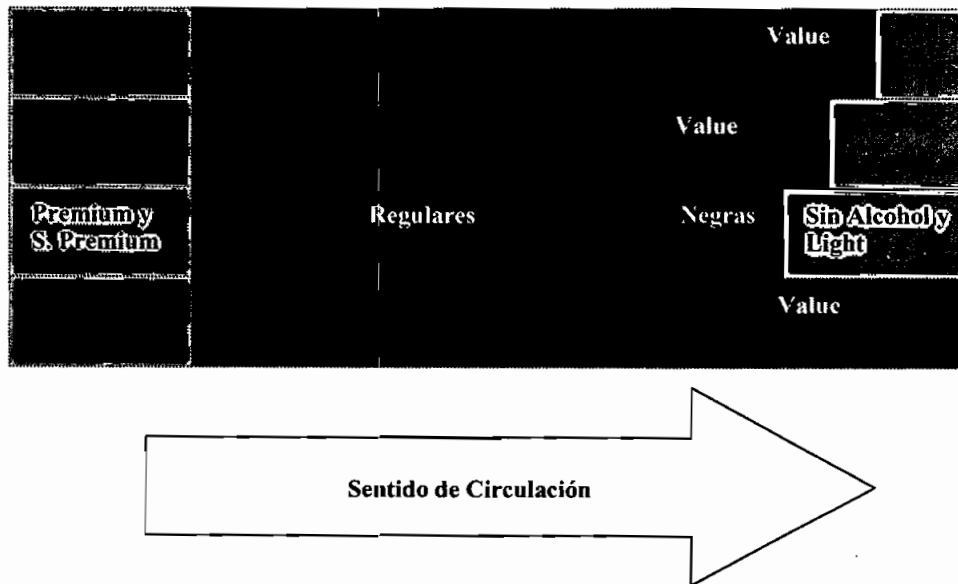 Value
Value
Premium y
S. Premium
Regulares
Negras
Sin Alcohol y
Light
Value
Sentido de Circulación